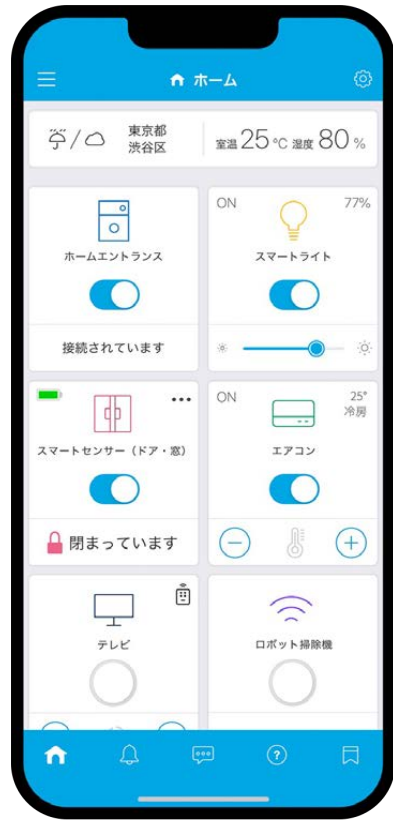 ホーム
東京都
渋谷区
室温 25 ℃ 湿度 80 %
ホームエントランス
接続されています
ON
77%
スマートライト
スマートセンサー（ドア・窓）
閉まっています
ON
25°
冷房
エアコン
テレビ
ロボット掃除機